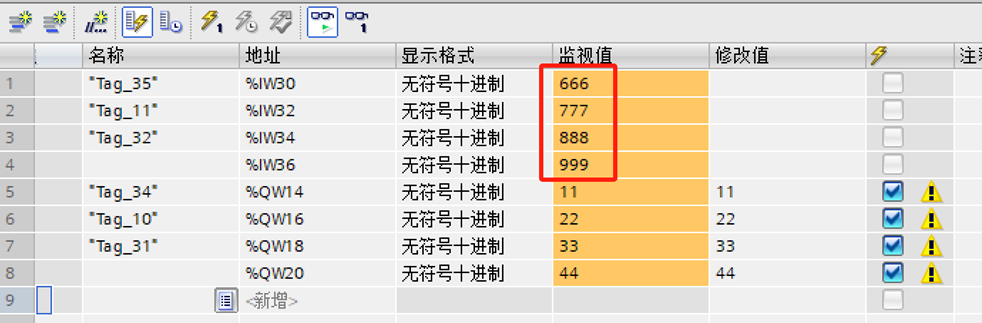 名称 地址 显示格式 监视值 修改值 注释
1 "Tag_35" %IW30 无符号十进制 666
2 "Tag_11" %IW32 无符号十进制 777
3 "Tag_32" %IW34 无符号十进制 888
4 %IW36 无符号十进制 999
5 "Tag_34" %QW14 无符号十进制 11 11
6 "Tag_10" %QW16 无符号十进制 22 22
7 "Tag_31" %QW18 无符号十进制 33 33
8 %QW20 无符号十进制 44 44
9 <新增>